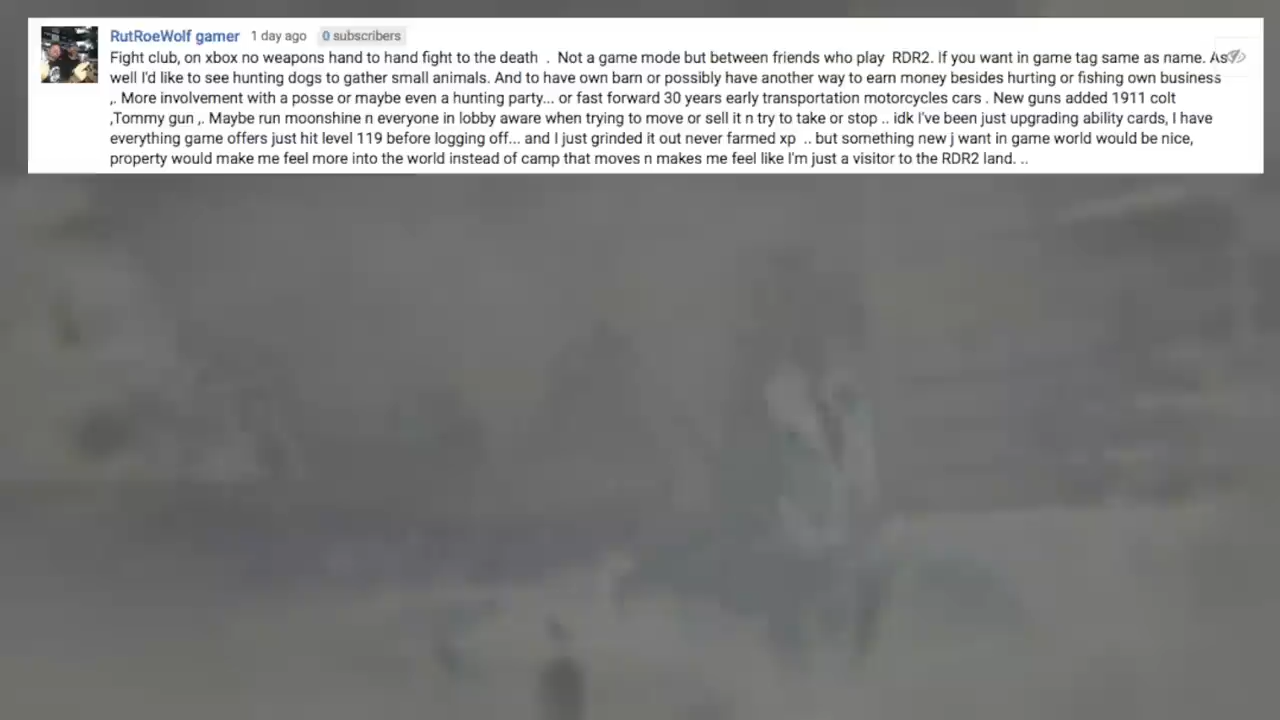 RutRoeWolf gamer 1 day ago 0 subscribers
Fight club, on xbox no weapons hand to hand fight to the death . Not a game mode but between friends who play RDR2. If you want in game tag same as name. As
well I'd like to see hunting dogs to gather small animals. And to have own barn or possibly have another way to earn money besides hurting or fishing own business
,. More involvement with a posse or maybe even a hunting party... or fast forward 30 years early transportation motorcycles cars . New guns added 1911 colt
,Tommy gun ,. Maybe run moonshine n everyone in lobby aware when trying to move or sell it n try to take or stop .. idk I've been just upgrading ability cards, I have
everything game offers just hit level 119 before logging off... and I just grinded it out never farmed xp .. but something new j want in game world would be nice,
property would make me feel more into the world instead of camp that moves n makes me feel like I'm just a visitor to the RDR2 land. ..